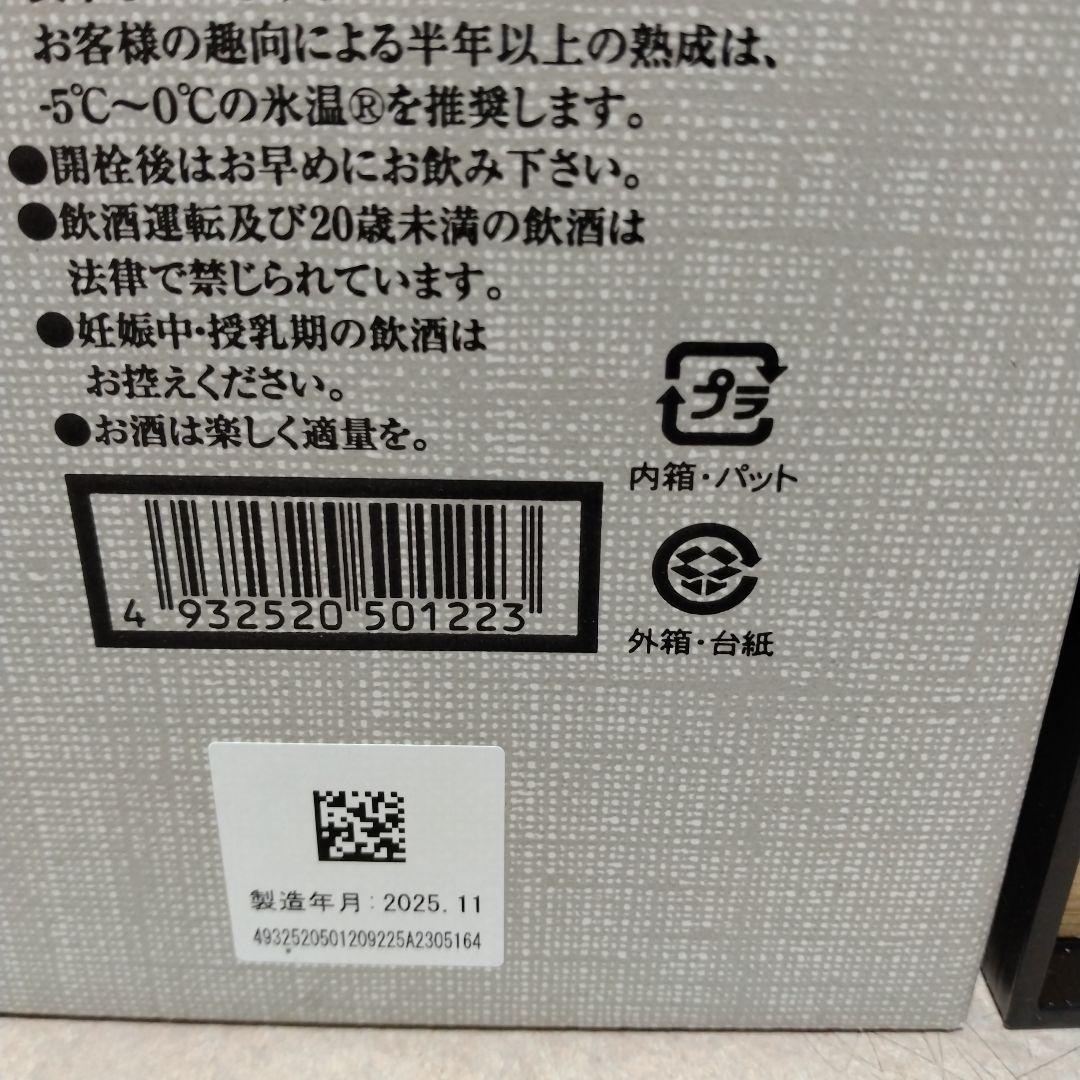 お客様の趣向による半年以上の熟成は、
-5℃～0℃の氷温®を推奨します。
●開栓後はお早めにお飲み下さい。
●飲酒運転及び20歳未満の飲酒は
法律で禁じられています。
●妊娠中・授乳期の飲酒は
お控えください。
●お酒は楽しく適量を。
プラ
内箱・パット
4 932520 501223
外箱・台紙
製造年月:2025.11
4932520501209225A2305164